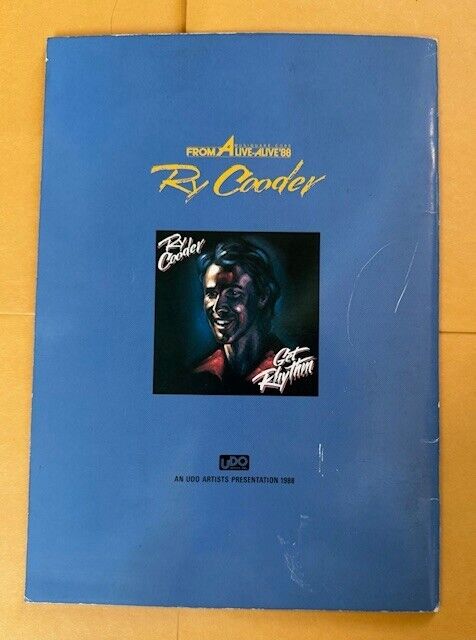 FROM A LIVE-ALIVE'88
Ry Cooder
Ry
Cooder
Get
Rhythm
UDO
AN UDO ARTISTS PRESENTATION 1988